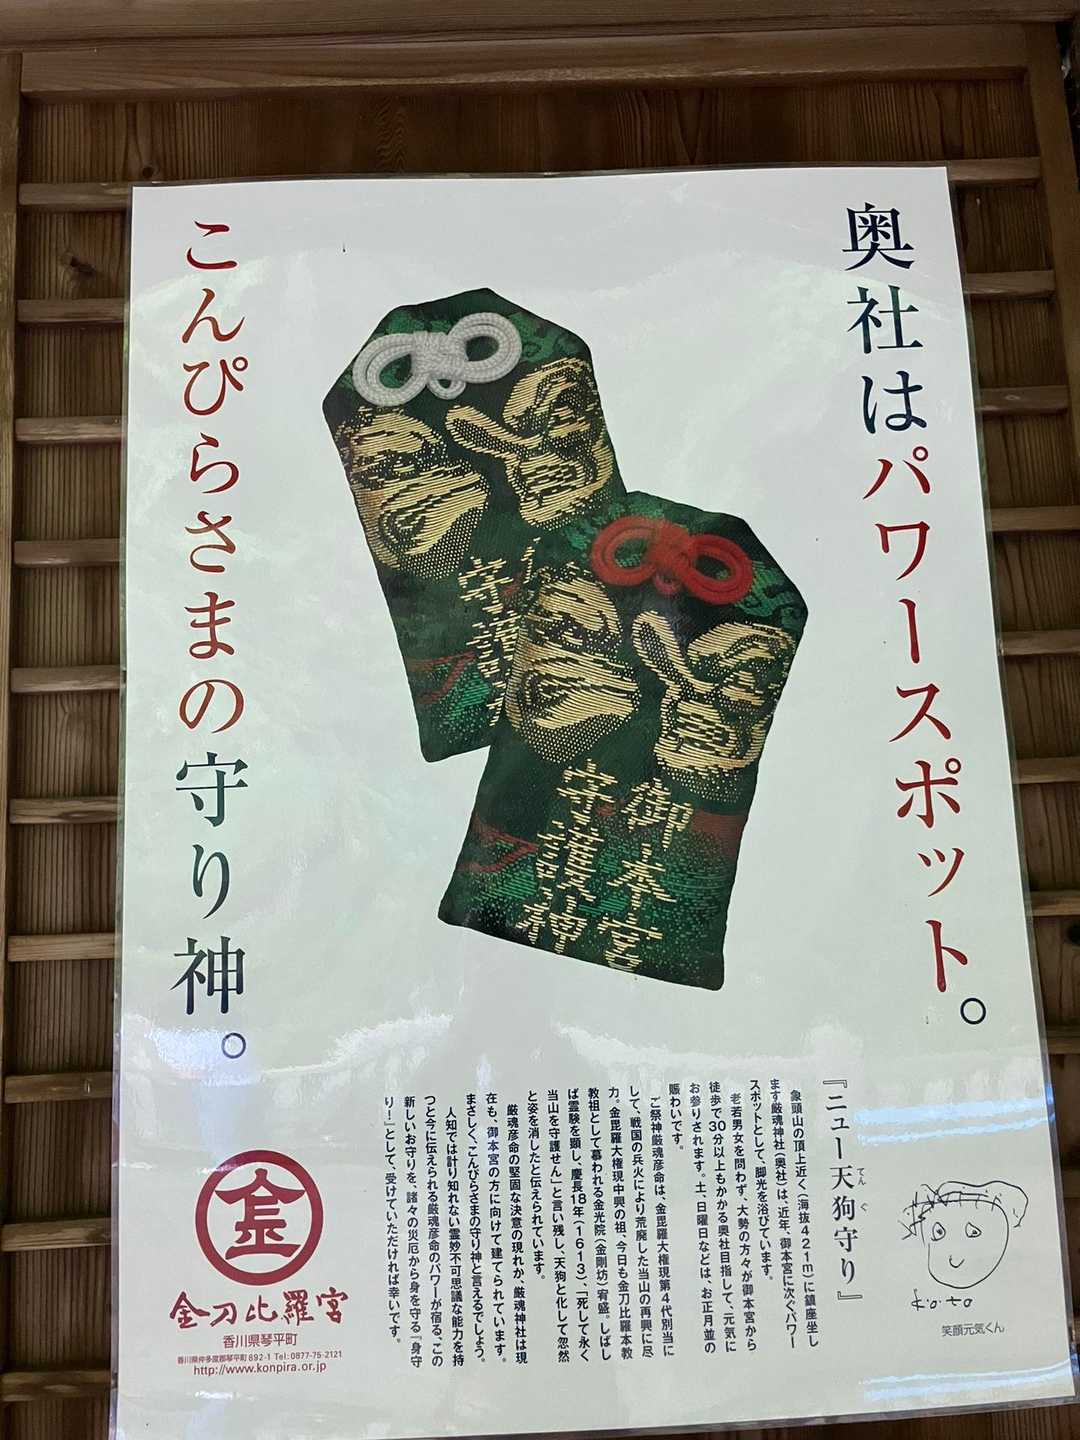 奥社はパワースポット。
こんぴらさまの守り神。
守護神
御本宮
守護神
『ニュー天狗守り』
てんぐ
象頭山の頂上近く(海抜421m)に鎮座坐し
ます厳魂神社(奥社)は、近年、御本宮に次ぐパワー
スポットとして、脚光を浴びています。
老若男女を問わず、大勢の方々が御本宮から
徒歩で30分以上もかかる奥社目指して、元気に
お参りされます。土、日曜日などは、お正月並の
賑わいです。
ご祭神厳魂彦命は、金毘羅大権現第4代別当に
して、戦国の兵火により荒廃した当山の再興に尽
力。金毘羅大権現中興の祖、今日も金刀比羅本教
教祖として慕われる金光院(金剛坊)宥盛。しばし
ば霊験を顕し、慶長18年(1613)、「死して永く
当山を守護せん」と言い残し、天狗と化して忽然
と姿を消したと伝えられています。
厳魂彦命の堅固な決意の現れか、厳魂神社は現
在も、御本宮の方に向けて建てられています。
まさしく、こんぴらさまの守り神と言えるでしょう。
人知では計り知れない霊妙不可思議な能力を持
つと今に伝えられる厳魂彦命のパワーが宿る、この
新しいお守りを、諸々の災厄から身を守る『身守
り!』として、受けていただければ幸いです。
koto
笑顔元気くん
金
金刀比羅宮
香川県琴平町
香川県仲多度郡琴平町892-1 Tel:0877-75-2121
http://www.konpira.or.jp